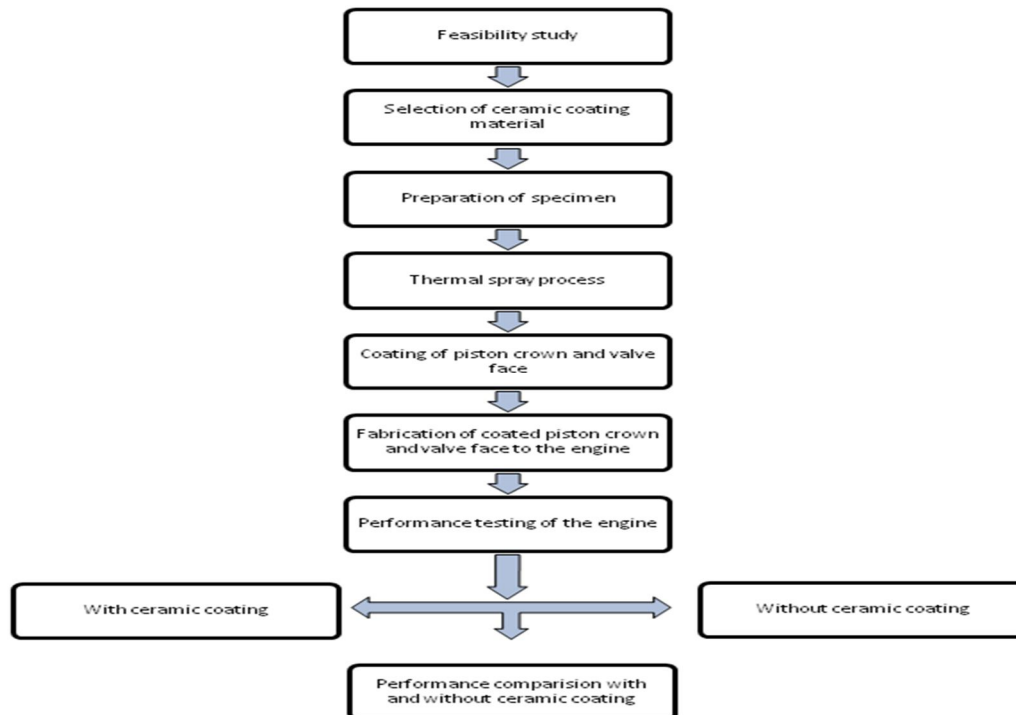 Feasibility study
Selection of ceramic coating
material
Preparation of specimen
Thermal spray process
Coating of piston crown and valve
face
Fabrication of coated piston crown
and valve face to the engine
Performance testing of the engine
With ceramic coating
Without ceramic coating
Performance comparision with
and without ceramic coating